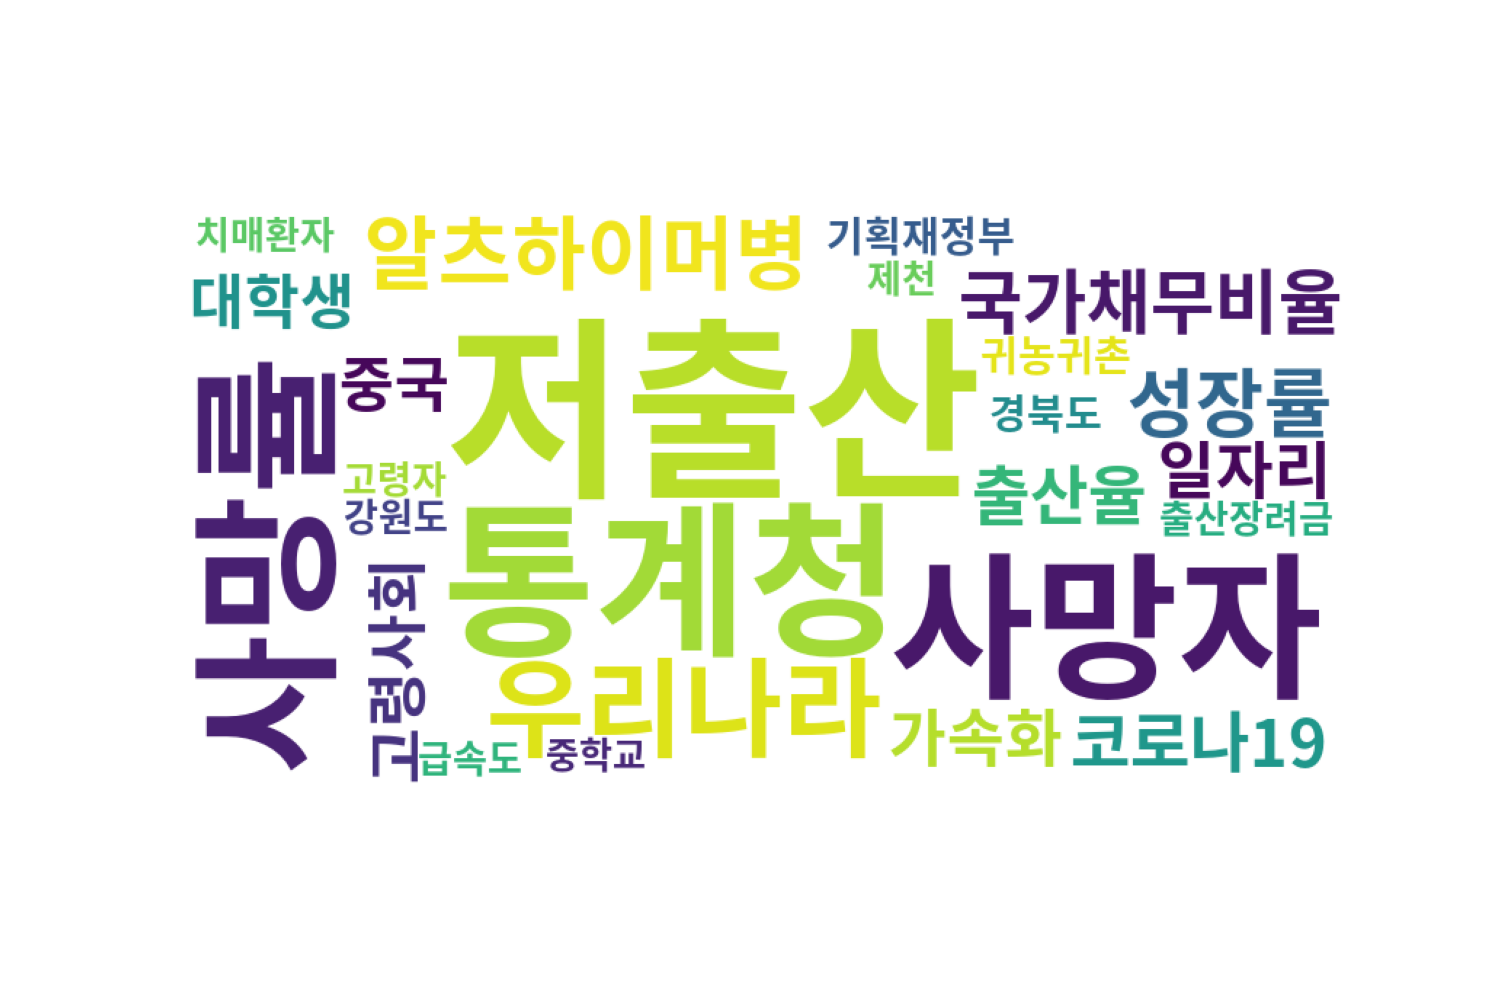 치매환자
알츠하이머병
기획재정부
제천
대학생
국가채무비율
저출산
귀농귀촌
중국
사망률
성장률
경북도
일자리
고령자
출산율
강원도
출산장려금
통계청
사망자
고령사회
우리나라
가속화
코로나19
급속도
중학교